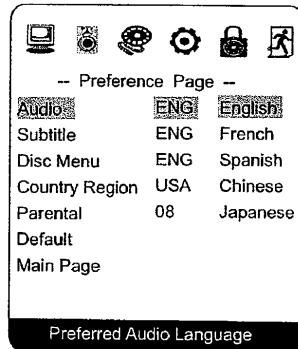 -- Preference Page --
Audio ENG English
Subtitle ENG French
Disc Menu ENG Spanish
Country Region USA Chinese
Parental 08 Japanese
Default
Main Page
Preferred Audio Language